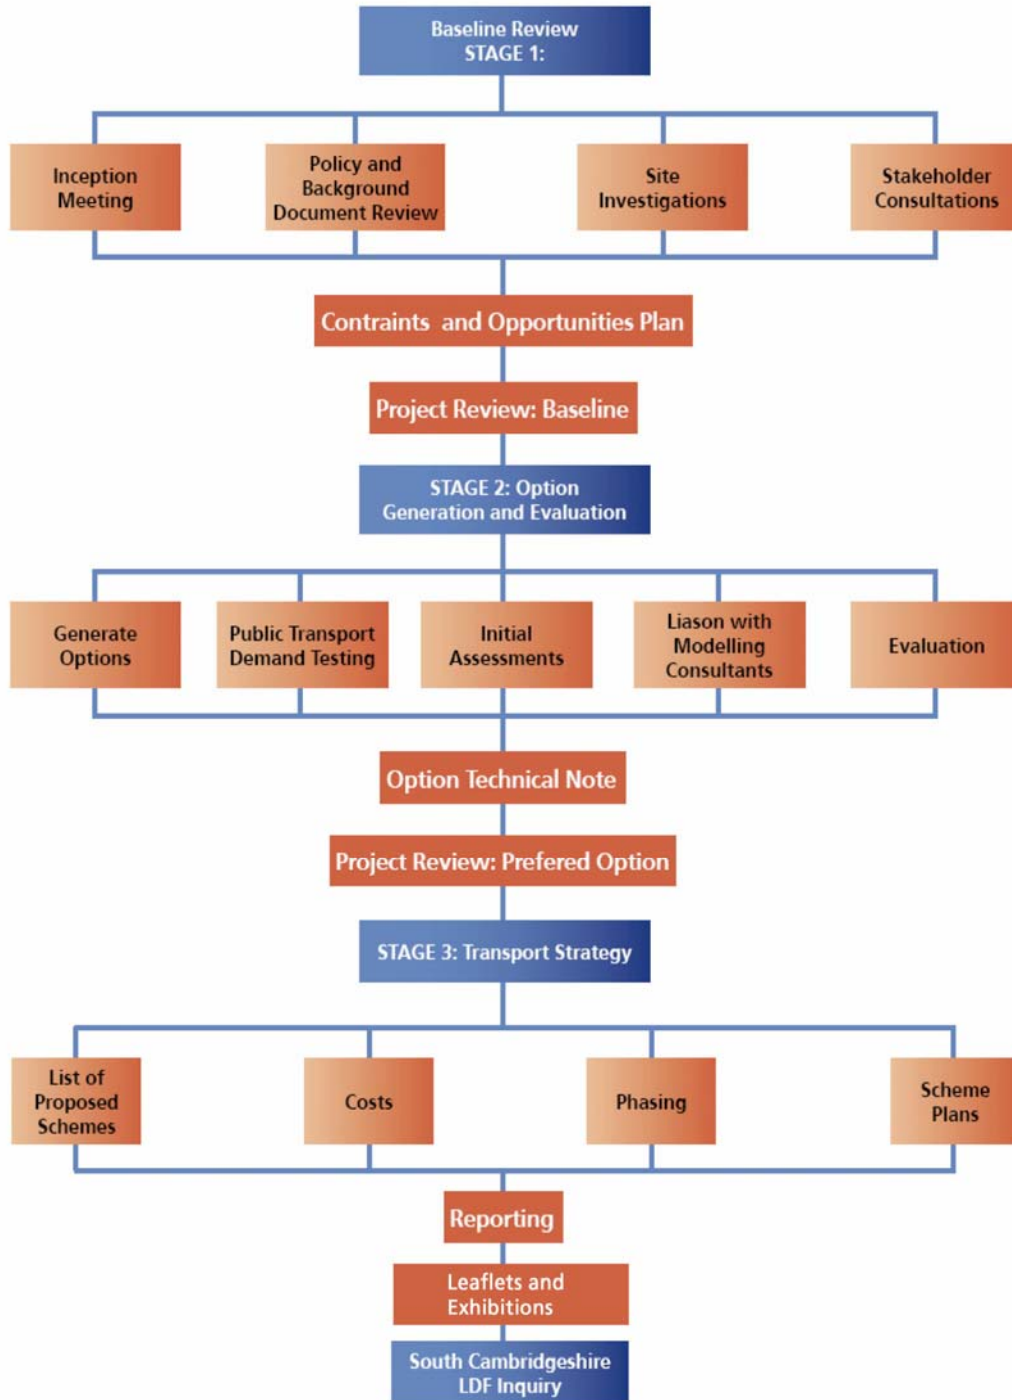 Baseline Review
STAGE 1:
Inception
Meeting
Policy and
Background
Document Review
Site
Investigations
Stakeholder
Consultations
Contraints and Opportunities Plan
Project Review: Baseline
STAGE 2: Option
Generation and Evaluation
Generate
Options
Public Transport
Demand Testing
Initial
Assessments
Liason with
Modelling
Consultants
Evaluation
Option Technical Note
Project Review: Prefered Option
STAGE 3: Transport Strategy
List of
Proposed
Schemes
Costs
Phasing
Scheme
Plans
Reporting
Leaflets and
Exhibitions
South Cambridgeshire
LDF Inquiry